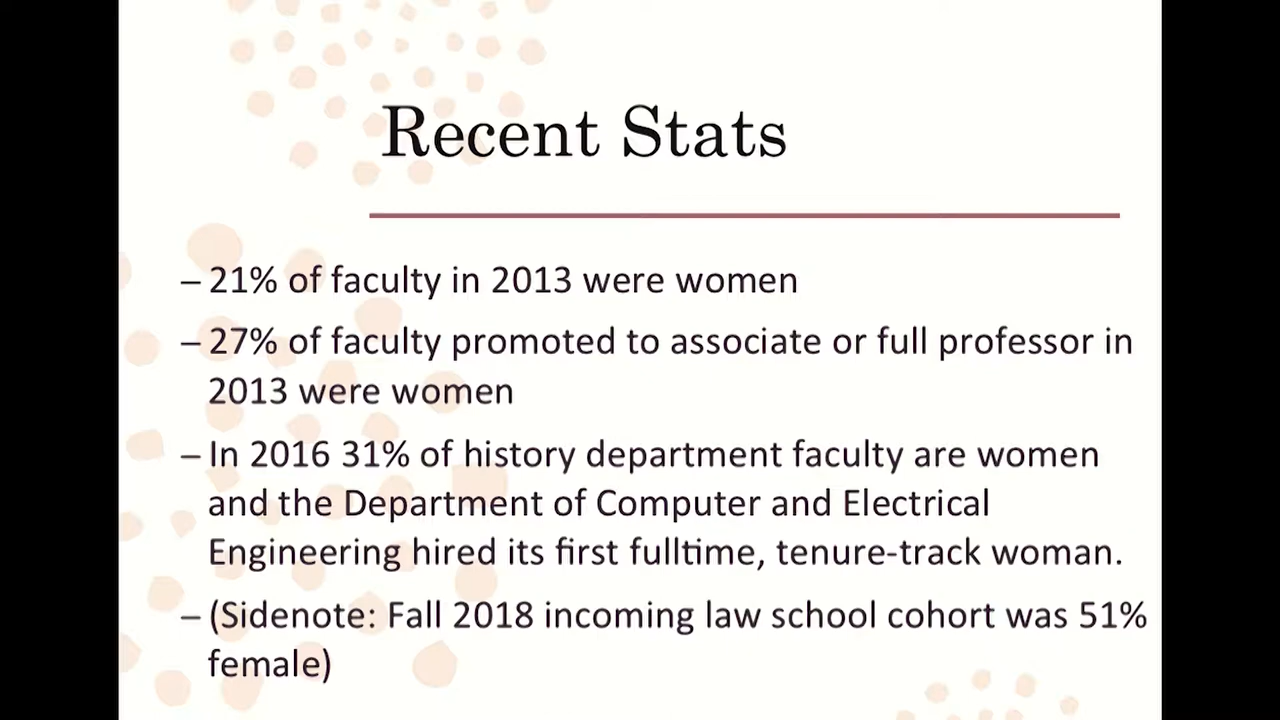 Recent Stats
– 21% of faculty in 2013 were women
– 27% of faculty promoted to associate or full professor in
2013 were women
– In 2016 31% of history department faculty are women
and the Department of Computer and Electrical
Engineering hired its first fulltime, tenure-track woman.
– (Sidenote: Fall 2018 incoming law school cohort was 51%
female)